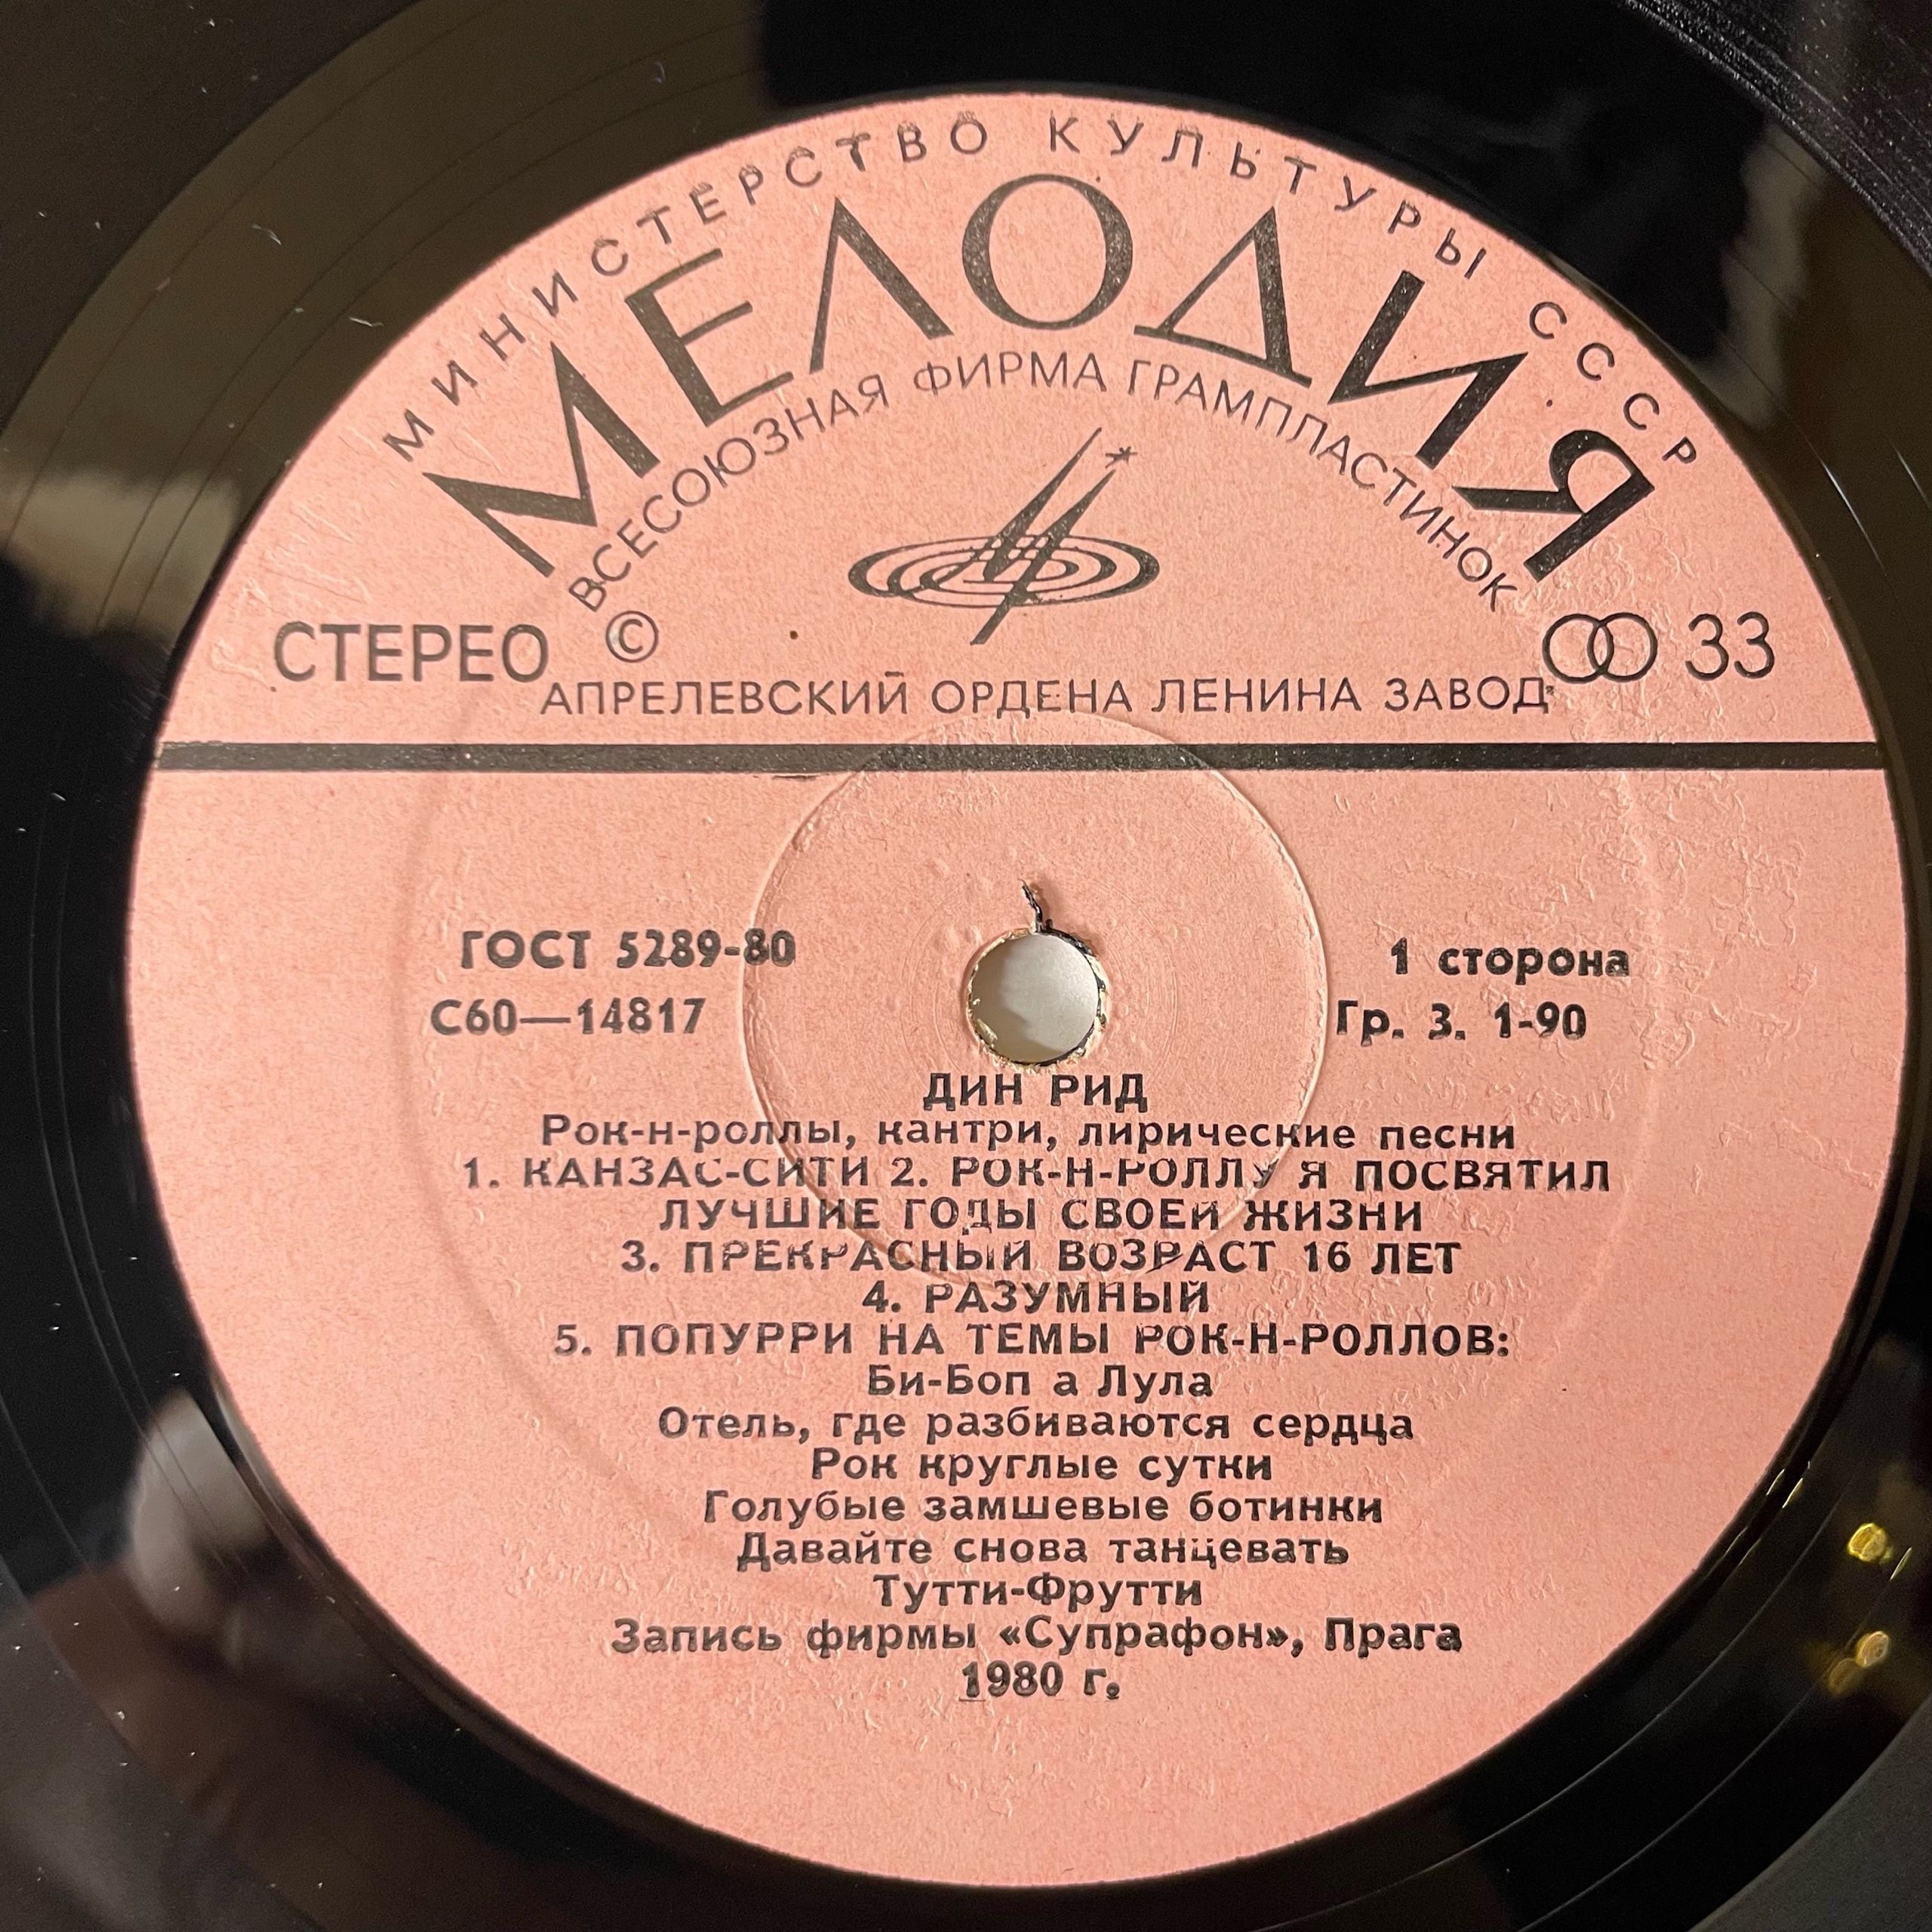 МИНИСТЕРСТВО КУЛЬТУРЫ СССР
МЕЛОДИЯ
ВСЕСОЮЗНАЯ ФИРМА ГРАМПЛАСТИНОК
СТЕРЕО © 33
АПРЕЛЕВСКИЙ ОРДЕНА ЛЕНИНА ЗАВОД
ГОСТ 5289-80 1 сторона
С60—14817 Гр. 3. 1-90
ДИН РИД
Рок-н-роллы, кантри, лирические песни
1. КАНЗАС-СИТИ 2. РОК-Н-РОЛЛУ Я ПОСВЯТИЛ
ЛУЧШИЕ ГОДЫ СВОЕЙ ЖИЗНИ
3. ПРЕКРАСНЫЙ ВОЗРАСТ 16 ЛЕТ
4. РАЗУМНЫЙ
5. ПОПУРРИ НА ТЕМЫ РОК-Н-РОЛЛОВ:
Би-Боп а Лула
Отель, где разбиваются сердца
Рок круглые сутки
Голубые замшевые ботинки
Давайте снова танцевать
Тутти-Фрутти
Запись фирмы «Супрафон», Прага
1980 г.